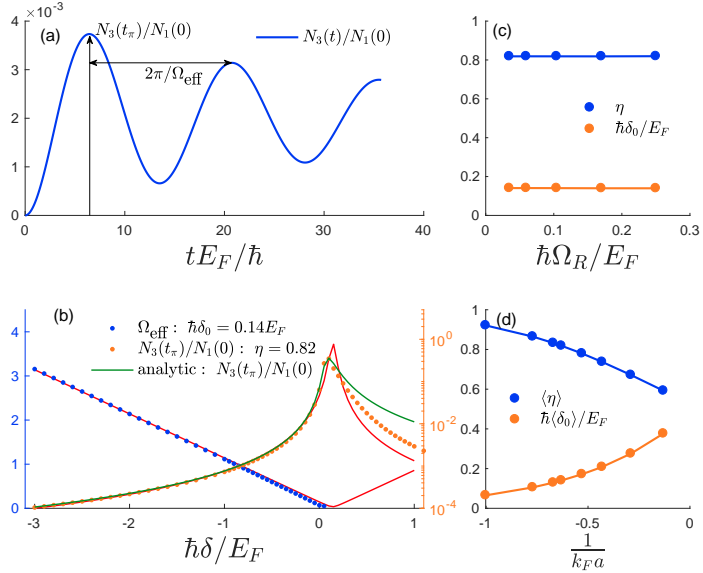 ×10⁻³
(a)
N₃(t_π)/N₁(0)
N₃(t)/N₁(0)
2π/Ω_eff
4
3
2
1
0
0 10 20 30 40
tE_F/ħ
(c)
1
0.8
0.6
0.4
0.2
0
η
ħδ₀/E_F
0 0.1 0.2 0.3
ħΩ_R/E_F
(b)
Ω_eff : ħδ₀ = 0.14E_F
N₃(t_π)/N₁(0) : η = 0.82
analytic : N₃(t_π)/N₁(0)
4
3
2
1
0
10⁰
10⁻²
10⁻⁴
-3 -2 -1 0 1
ħδ/E_F
(d)
1
0.8
0.6
0.4
0.2
0
⟨η⟩
ħ⟨δ₀⟩/E_F
-1 -0.5 0
1
k_F a